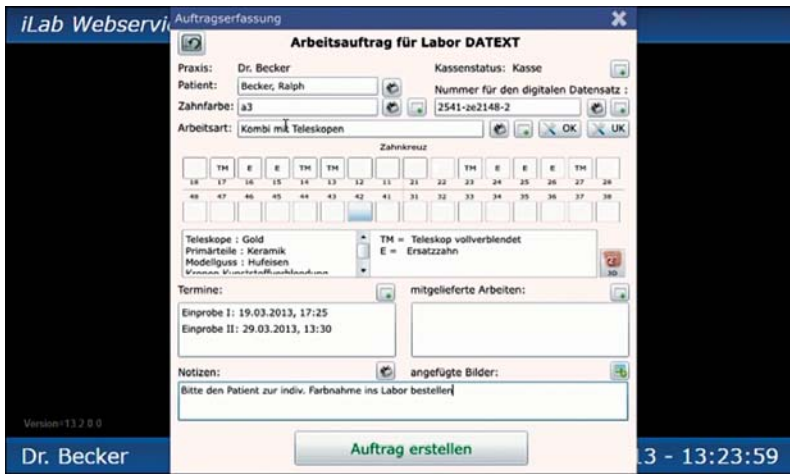 iLab Webservi
Auftragserfassung
Arbeitsauftrag für Labor DATEXT
Praxis: Dr. Becker Kassenstatus: Kasse
Patient: Becker, Ralph Nummer für den digitalen Datensatz :
Zahnfarbe: a3 2541-ze2148-2
Arbeitsart: Kombi mit Teleskopen OK UK
Zahnkreuz
TM E E TM TM TM E E E TM
18 17 16 15 14 13 12 11 21 22 23 24 25 26 27 28
48 47 46 45 44 43 42 41 31 32 33 34 35 36 37 38
Teleskope : Gold TM = Teleskop vollverblendet
Primärteile : Keramik E = Ersatzzahn
Modellguss : Hufeisen
Kronen Kunststoffverblendung
3D
Termine: mitgelieferte Arbeiten:
Einprobe I: 19.03.2013, 17:25
Einprobe II: 29.03.2013, 13:30
Notizen: angefügte Bilder:
Bitte den Patient zur indiv. Farbnahme ins Labor bestellen
Version=13.2.0.0
Auftrag erstellen
Dr. Becker 13 - 13:23:59